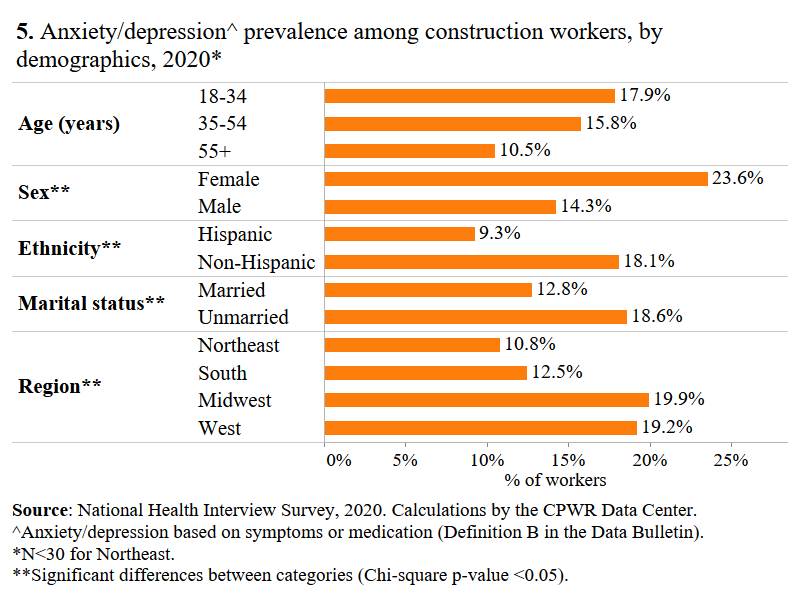 5. Anxiety/depression^ prevalence among construction workers, by
demographics, 2020*
Age (years)
18-34 17.9%
35-54 15.8%
55+ 10.5%
Sex**
Female 23.6%
Male 14.3%
Ethnicity**
Hispanic 9.3%
Non-Hispanic 18.1%
Marital status**
Married 12.8%
Unmarried 18.6%
Region**
Northeast 10.8%
South 12.5%
Midwest 19.9%
West 19.2%
0% 5% 10% 15% 20% 25%
% of workers
Source: National Health Interview Survey, 2020. Calculations by the CPWR Data Center.
^Anxiety/depression based on symptoms or medication (Definition B in the Data Bulletin).
*N<30 for Northeast.
**Significant differences between categories (Chi-square p-value <0.05).